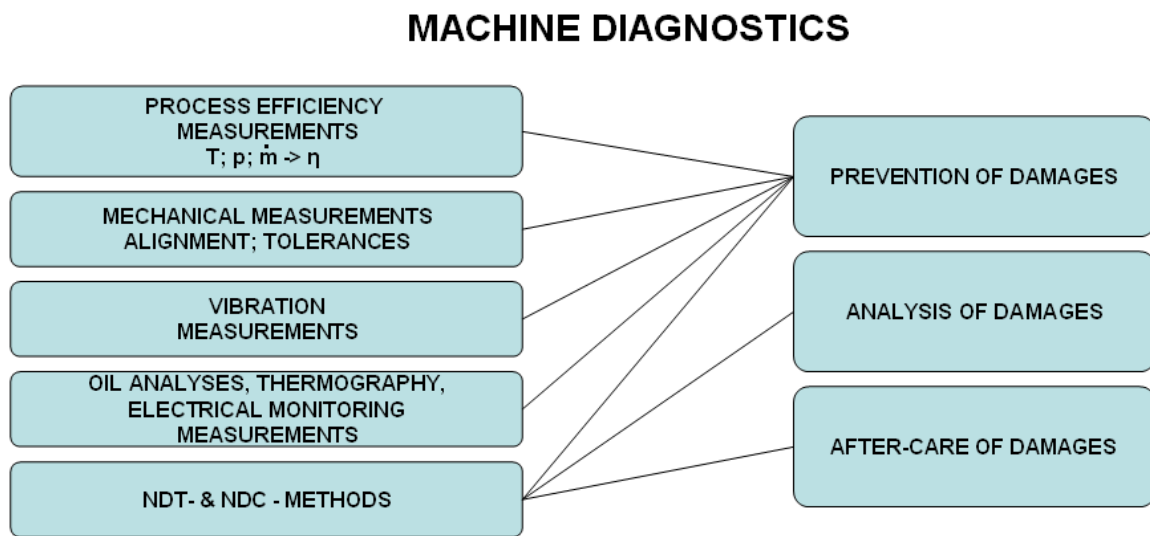 MACHINE DIAGNOSTICS
PROCESS EFFICIENCY
MEASUREMENTS
T; p; ṁ -> η
MECHANICAL MEASUREMENTS
ALIGNMENT; TOLERANCES
VIBRATION
MEASUREMENTS
OIL ANALYSES, THERMOGRAPHY,
ELECTRICAL MONITORING
MEASUREMENTS
NDT- & NDC - METHODS
PREVENTION OF DAMAGES
ANALYSIS OF DAMAGES
AFTER-CARE OF DAMAGES